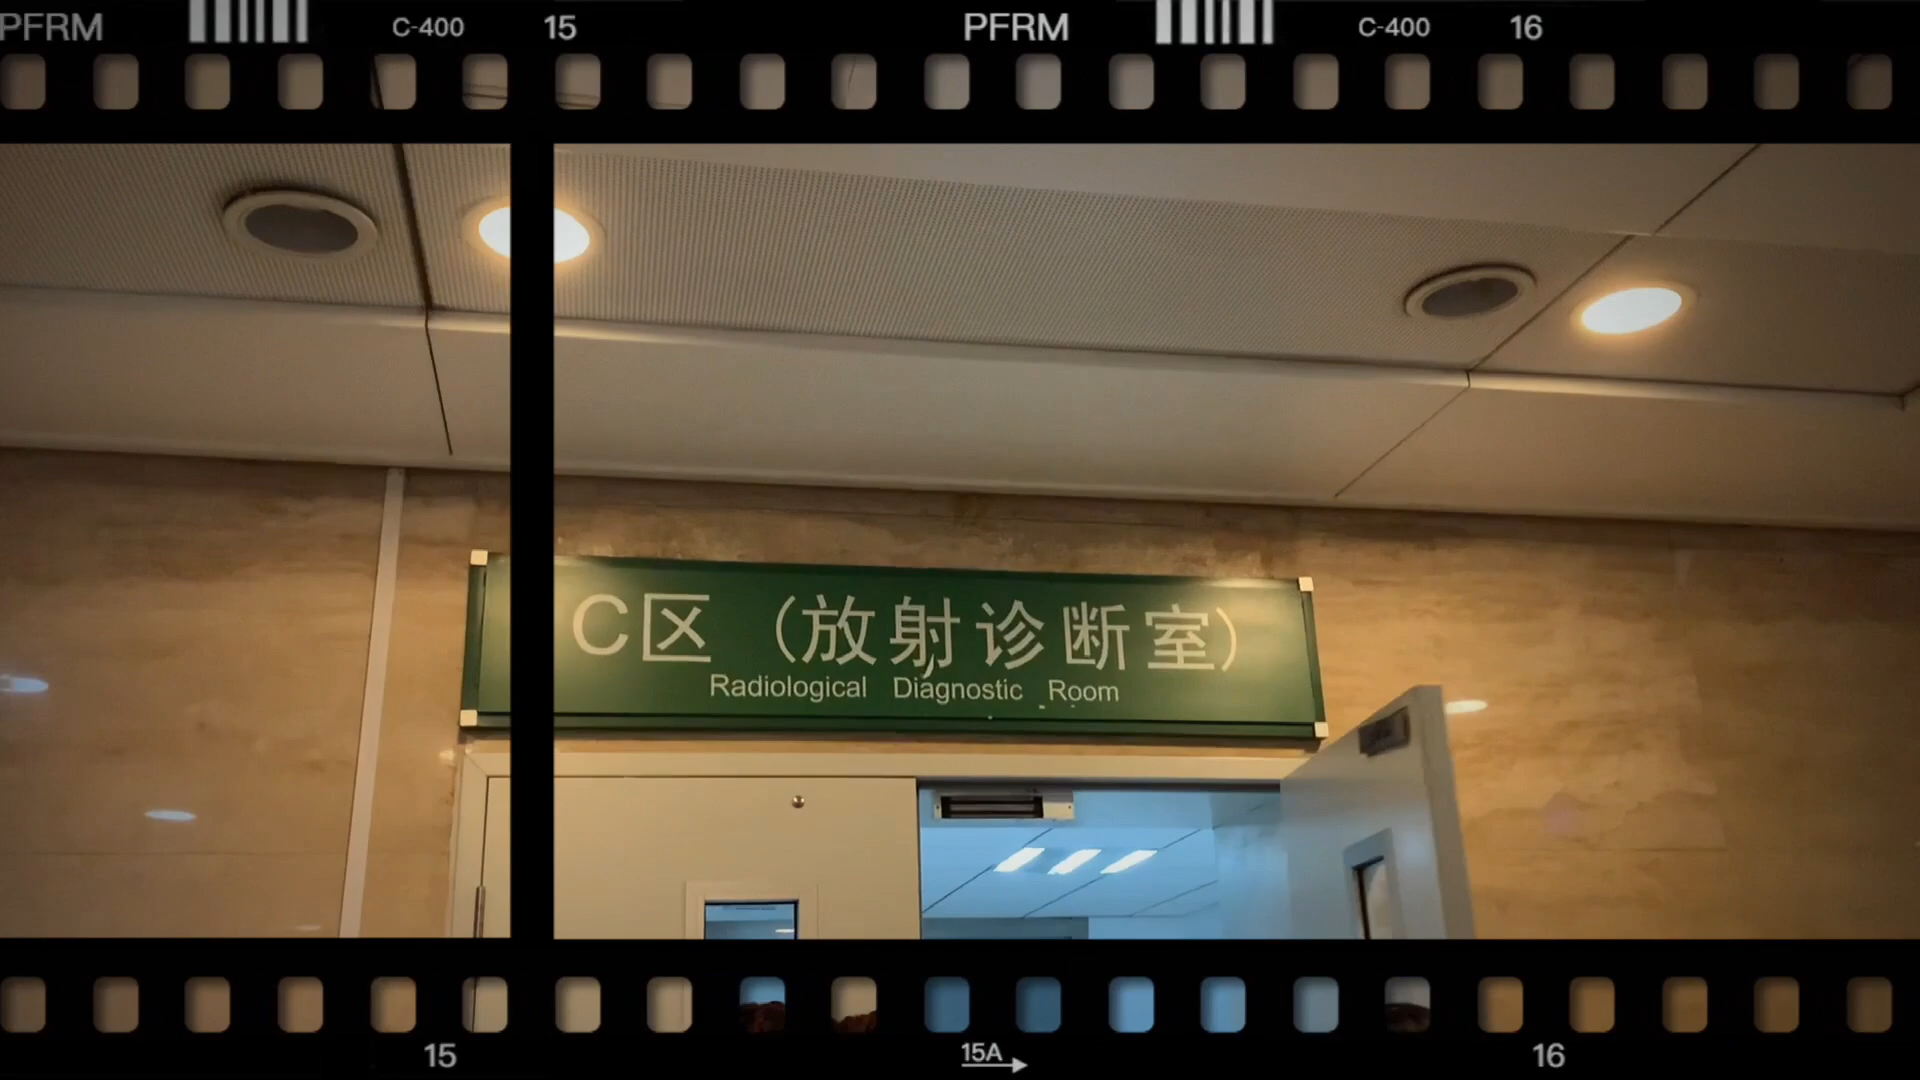 PFRM C-400 15 PFRM C-400 16
C区（放射诊断室）
Radiological Diagnostic Room
15 15A 16